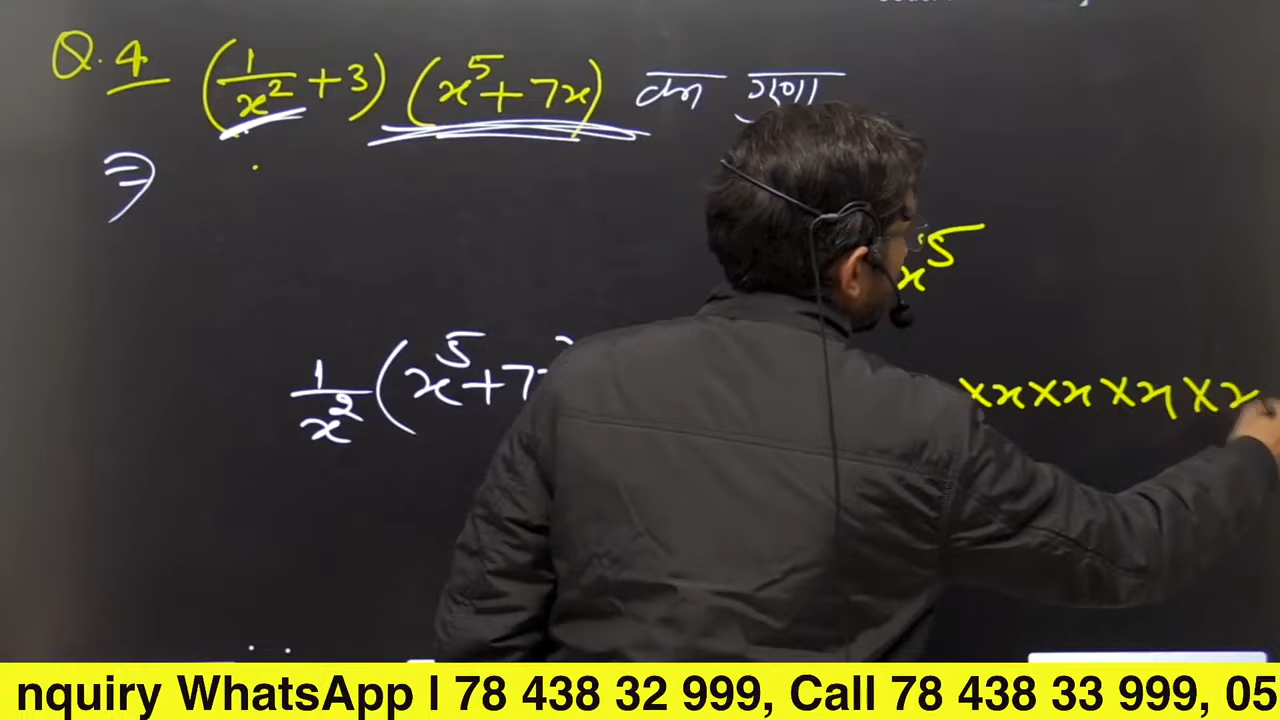 Q.4 (1/x² + 3) (x⁵ + 7x) का गुणा
⇒
x⁵
1/x² (x⁵ + 7
× x × x × x × x
nquiry WhatsApp l 78 438 32 999, Call 78 438 33 999, 05